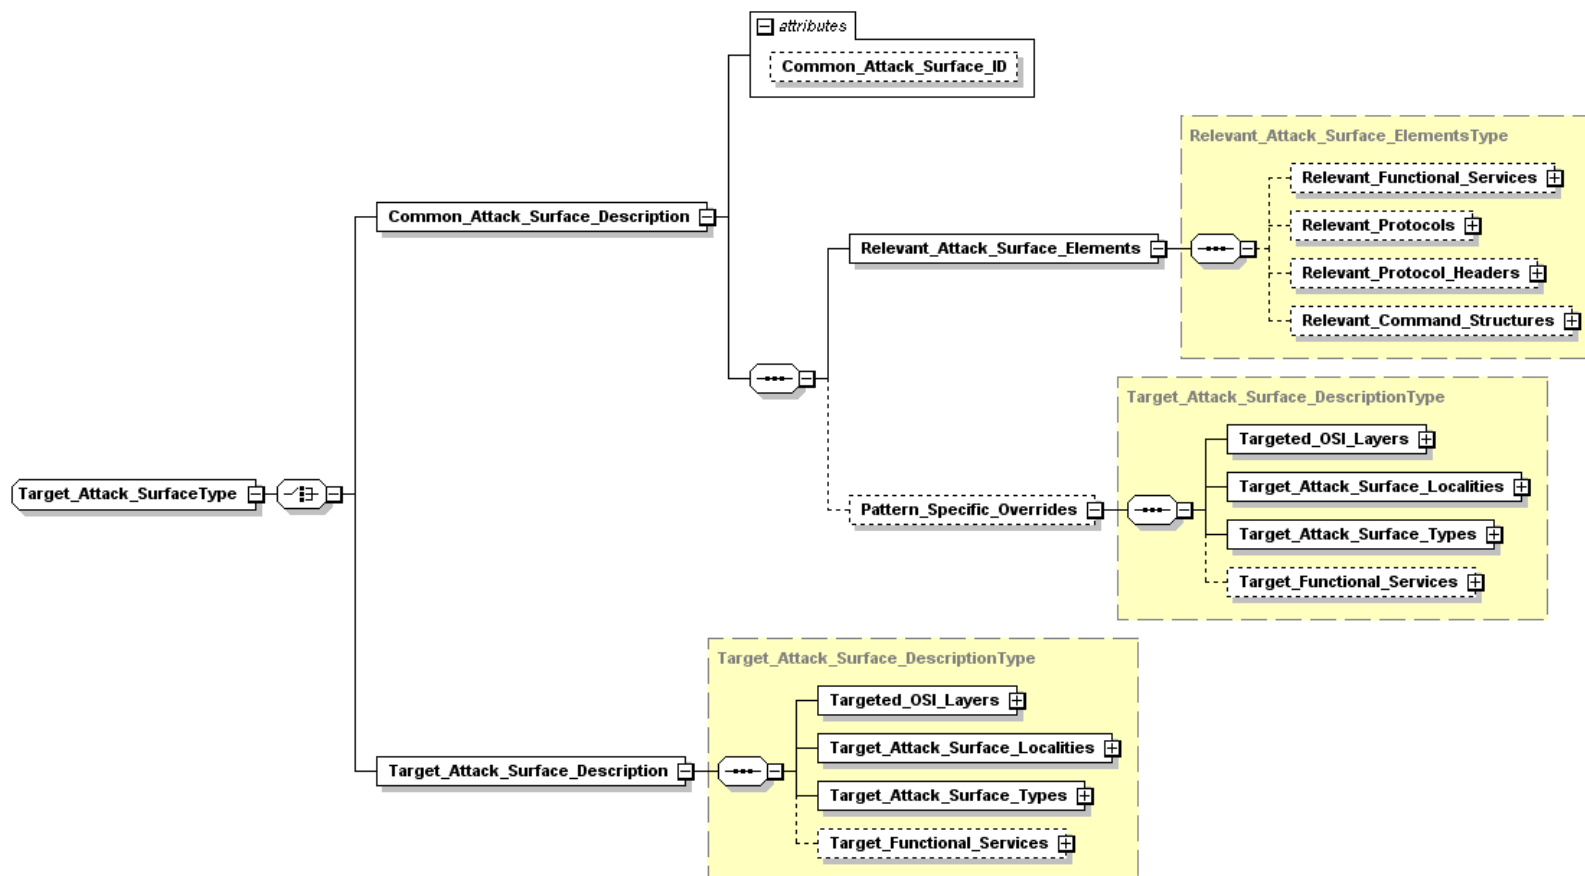 attributes
Common_Attack_Surface_ID
Relevant_Attack_Surface_ElementsType
Relevant_Functional_Services
Common_Attack_Surface_Description
Relevant_Protocols
Relevant_Attack_Surface_Elements
Relevant_Protocol_Headers
Relevant_Command_Structures
Target_Attack_Surface_DescriptionType
Targeted_OSI_Layers
Target_Attack_SurfaceType
Target_Attack_Surface_Localities
Pattern_Specific_Overrides
Target_Attack_Surface_Types
Target_Functional_Services
Target_Attack_Surface_DescriptionType
Targeted_OSI_Layers
Target_Attack_Surface_Localities
Target_Attack_Surface_Description
Target_Attack_Surface_Types
Target_Functional_Services